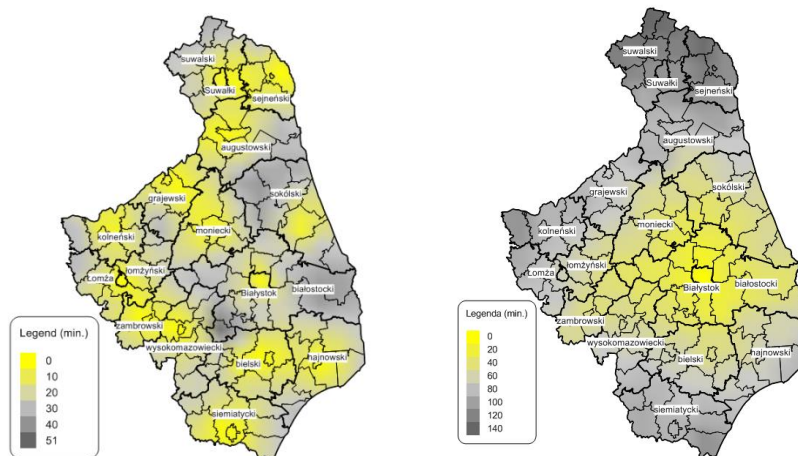 suwalski
Suwałki
sejneński
augustowski
grajewski
sokólski
kolneński
moniecki
Łomża
łomżyński
Białystok
białostocki
zambrowski
wysokomazowiecki
bielski
hajnowski
siemiatycki
Legend (min.)
0
10
20
30
40
51
suwalski
Suwałki
sejneński
augustowski
grajewski
sokólski
kolneński
moniecki
Łomża
łomżyński
Białystok
białostocki
zambrowski
wysokomazowiecki
bielski
hajnowski
siemiatycki
Legenda (min.)
0
20
40
60
80
100
120
140